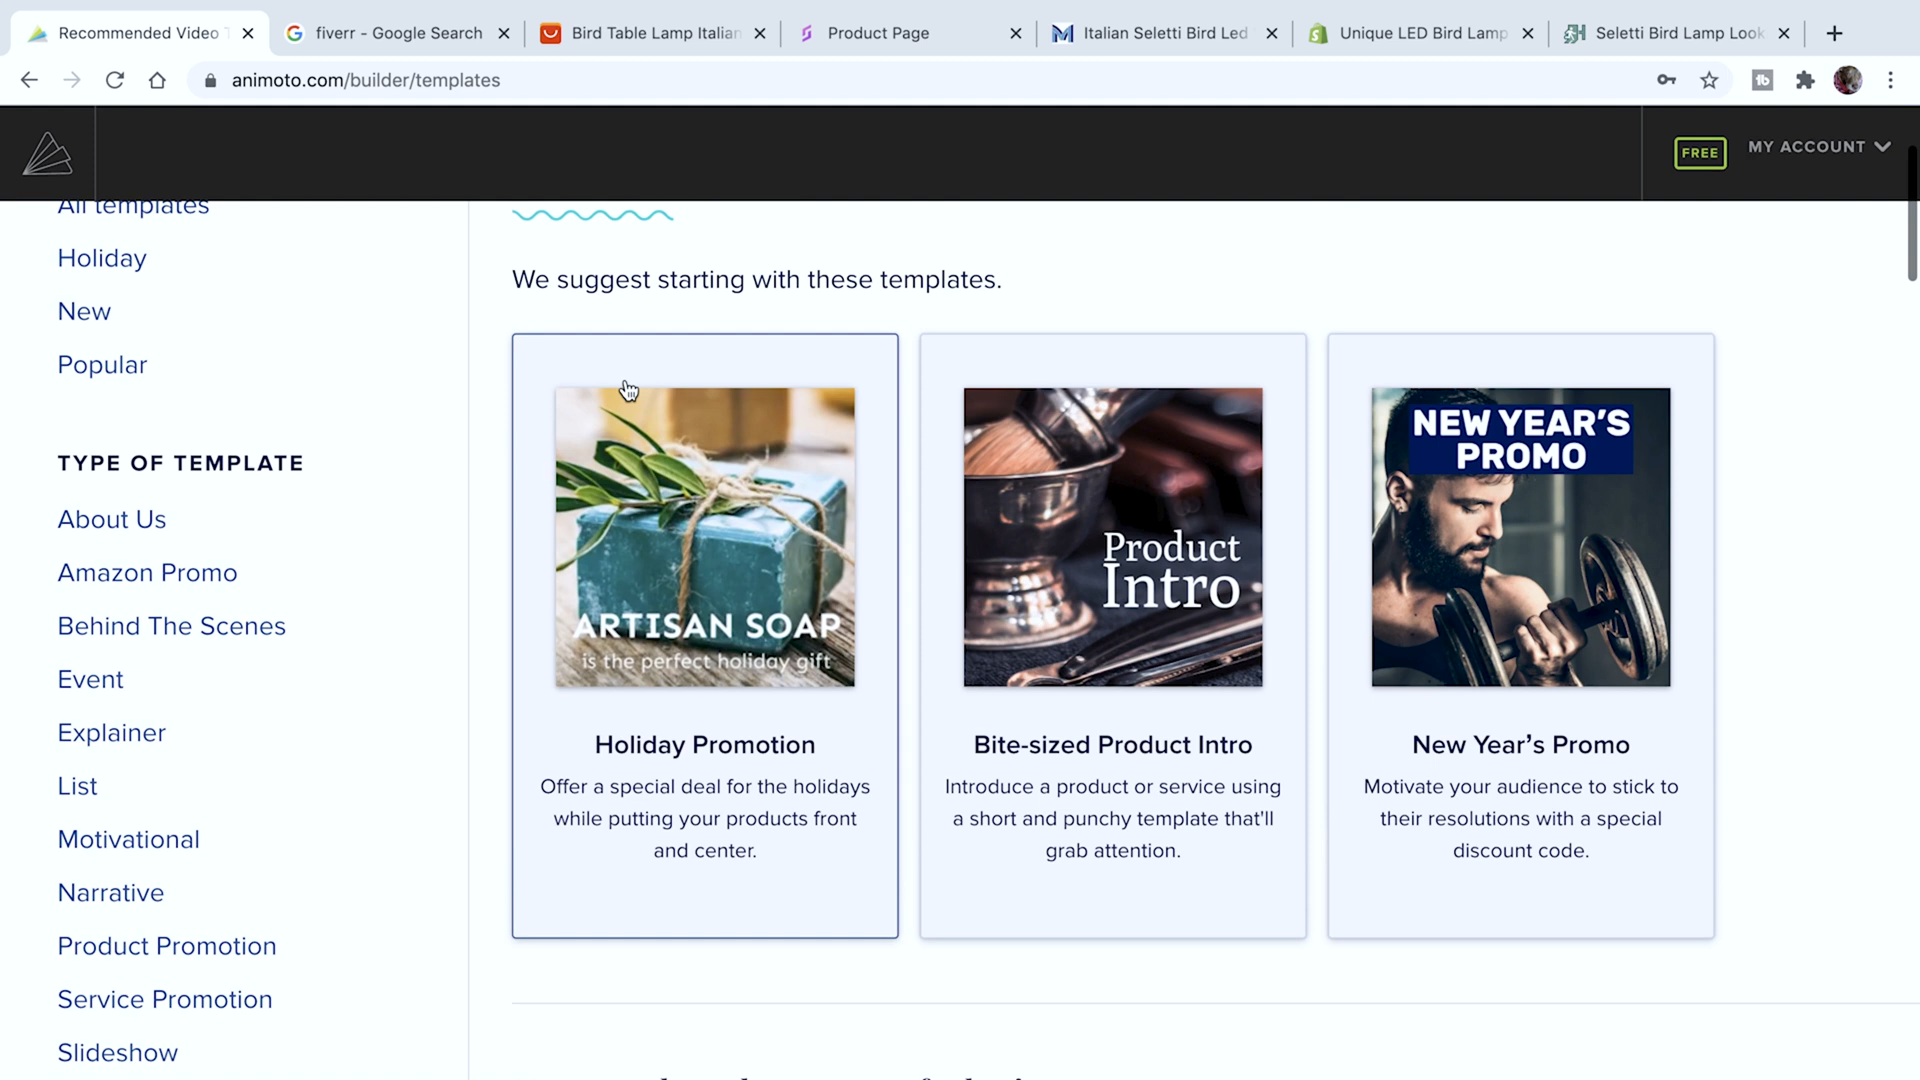 Recommended Video T
fiverr - Google Search
Bird Table Lamp Italian
Product Page
Italian Seletti Bird Led
Unique LED Bird Lamp
Seletti Bird Lamp Look
animoto.com/builder/templates
FREE
MY ACCOUNT
All templates
Holiday
New
Popular
TYPE OF TEMPLATE
About Us
Amazon Promo
Behind The Scenes
Event
Explainer
List
Motivational
Narrative
Product Promotion
Service Promotion
Slideshow
We suggest starting with these templates.
ARTISAN SOAP
is the perfect holiday gift
Holiday Promotion
Offer a special deal for the holidays
while putting your products front
and center.
Product
Intro
Bite-sized Product Intro
Introduce a product or service using
a short and punchy template that'll
grab attention.
NEW YEAR'S
PROMO
New Year's Promo
Motivate your audience to stick to
their resolutions with a special
discount code.